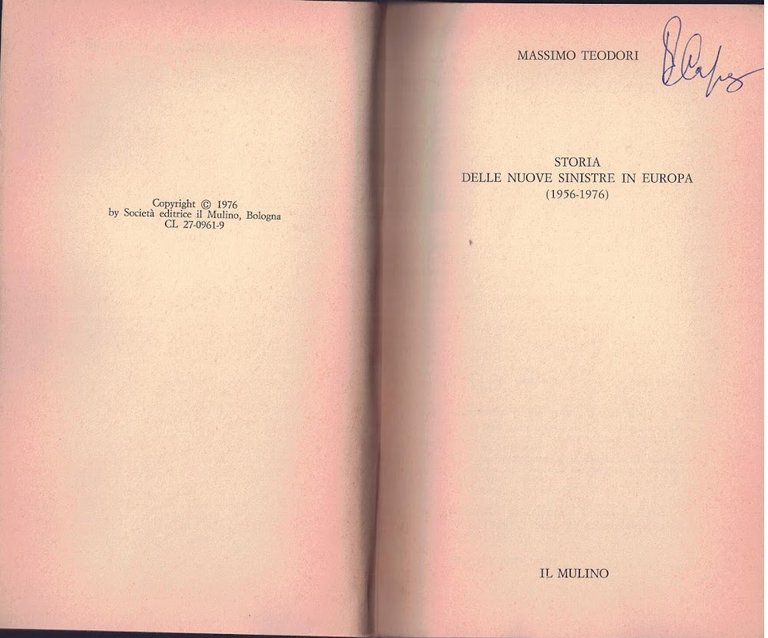 Copyright © 1976
by Società editrice il Mulino, Bologna
CL 27-0961-9
MASSIMO TEODORI
STORIA
DELLE NUOVE SINISTRE IN EUROPA
(1956-1976)
IL MULINO